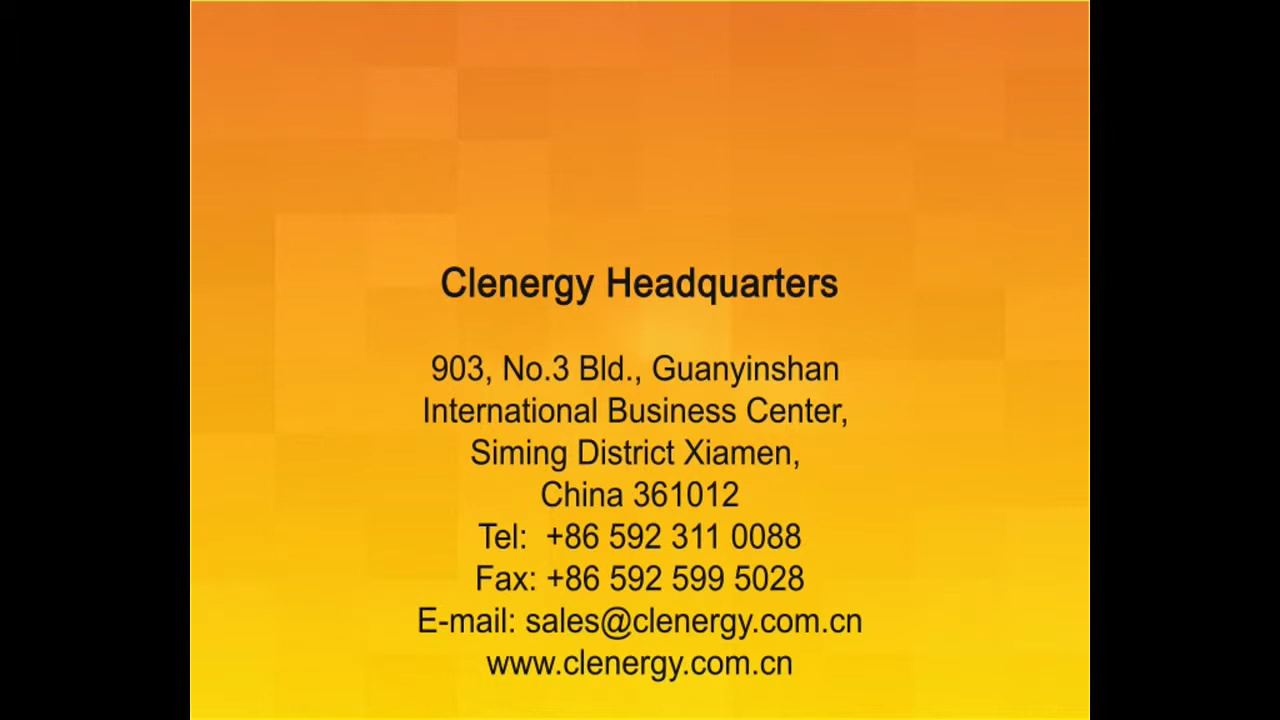 Clenergy Headquarters
903, No.3 Bld., Guanyinshan
International Business Center,
Siming District Xiamen,
China 361012
Tel:  +86 592 311 0088
Fax: +86 592 599 5028
E-mail: sales@clenergy.com.cn
www.clenergy.com.cn